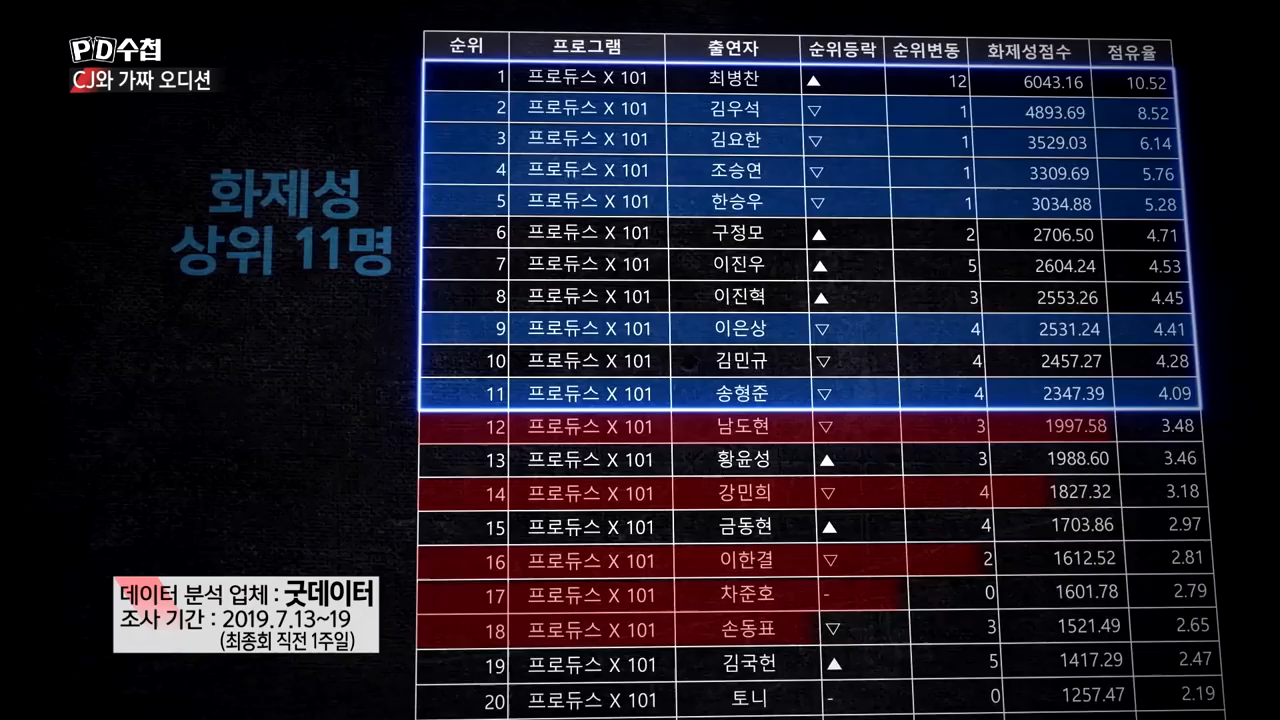 PD수첩
CJ와 가짜 오디션
화제성
상위 11명
순위 프로그램 출연자 순위등락 순위변동 화제성점수 점유율
1 프로듀스 X 101 최병찬 ▲ 12 6043.16 10.52
2 프로듀스 X 101 김우석 ▽ 1 4893.69 8.52
3 프로듀스 X 101 김요한 ▽ 1 3529.03 6.14
4 프로듀스 X 101 조승연 ▽ 1 3309.69 5.76
5 프로듀스 X 101 한승우 ▽ 1 3034.88 5.28
6 프로듀스 X 101 구정모 ▲ 2 2706.50 4.71
7 프로듀스 X 101 이진우 ▲ 5 2604.24 4.53
8 프로듀스 X 101 이진혁 ▲ 3 2553.26 4.45
9 프로듀스 X 101 이은상 ▽ 4 2531.24 4.41
10 프로듀스 X 101 김민규 ▽ 4 2457.27 4.28
11 프로듀스 X 101 송형준 ▽ 4 2347.39 4.09
12 프로듀스 X 101 남도현 ▽ 3 1997.58 3.48
13 프로듀스 X 101 황윤성 ▲ 3 1988.60 3.46
14 프로듀스 X 101 강민희 ▽ 4 1827.32 3.18
15 프로듀스 X 101 금동현 ▲ 4 1703.86 2.97
16 프로듀스 X 101 이한결 ▽ 2 1612.52 2.81
17 프로듀스 X 101 차준호 - 0 1601.78 2.79
18 프로듀스 X 101 손동표 ▽ 3 1521.49 2.65
19 프로듀스 X 101 김국헌 ▲ 5 1417.29 2.47
20 프로듀스 X 101 토니 - 0 1257.47 2.19
데이터 분석 업체 : 굿데이터
조사 기간 : 2019.7.13~19
(최종회 직전 1주일)